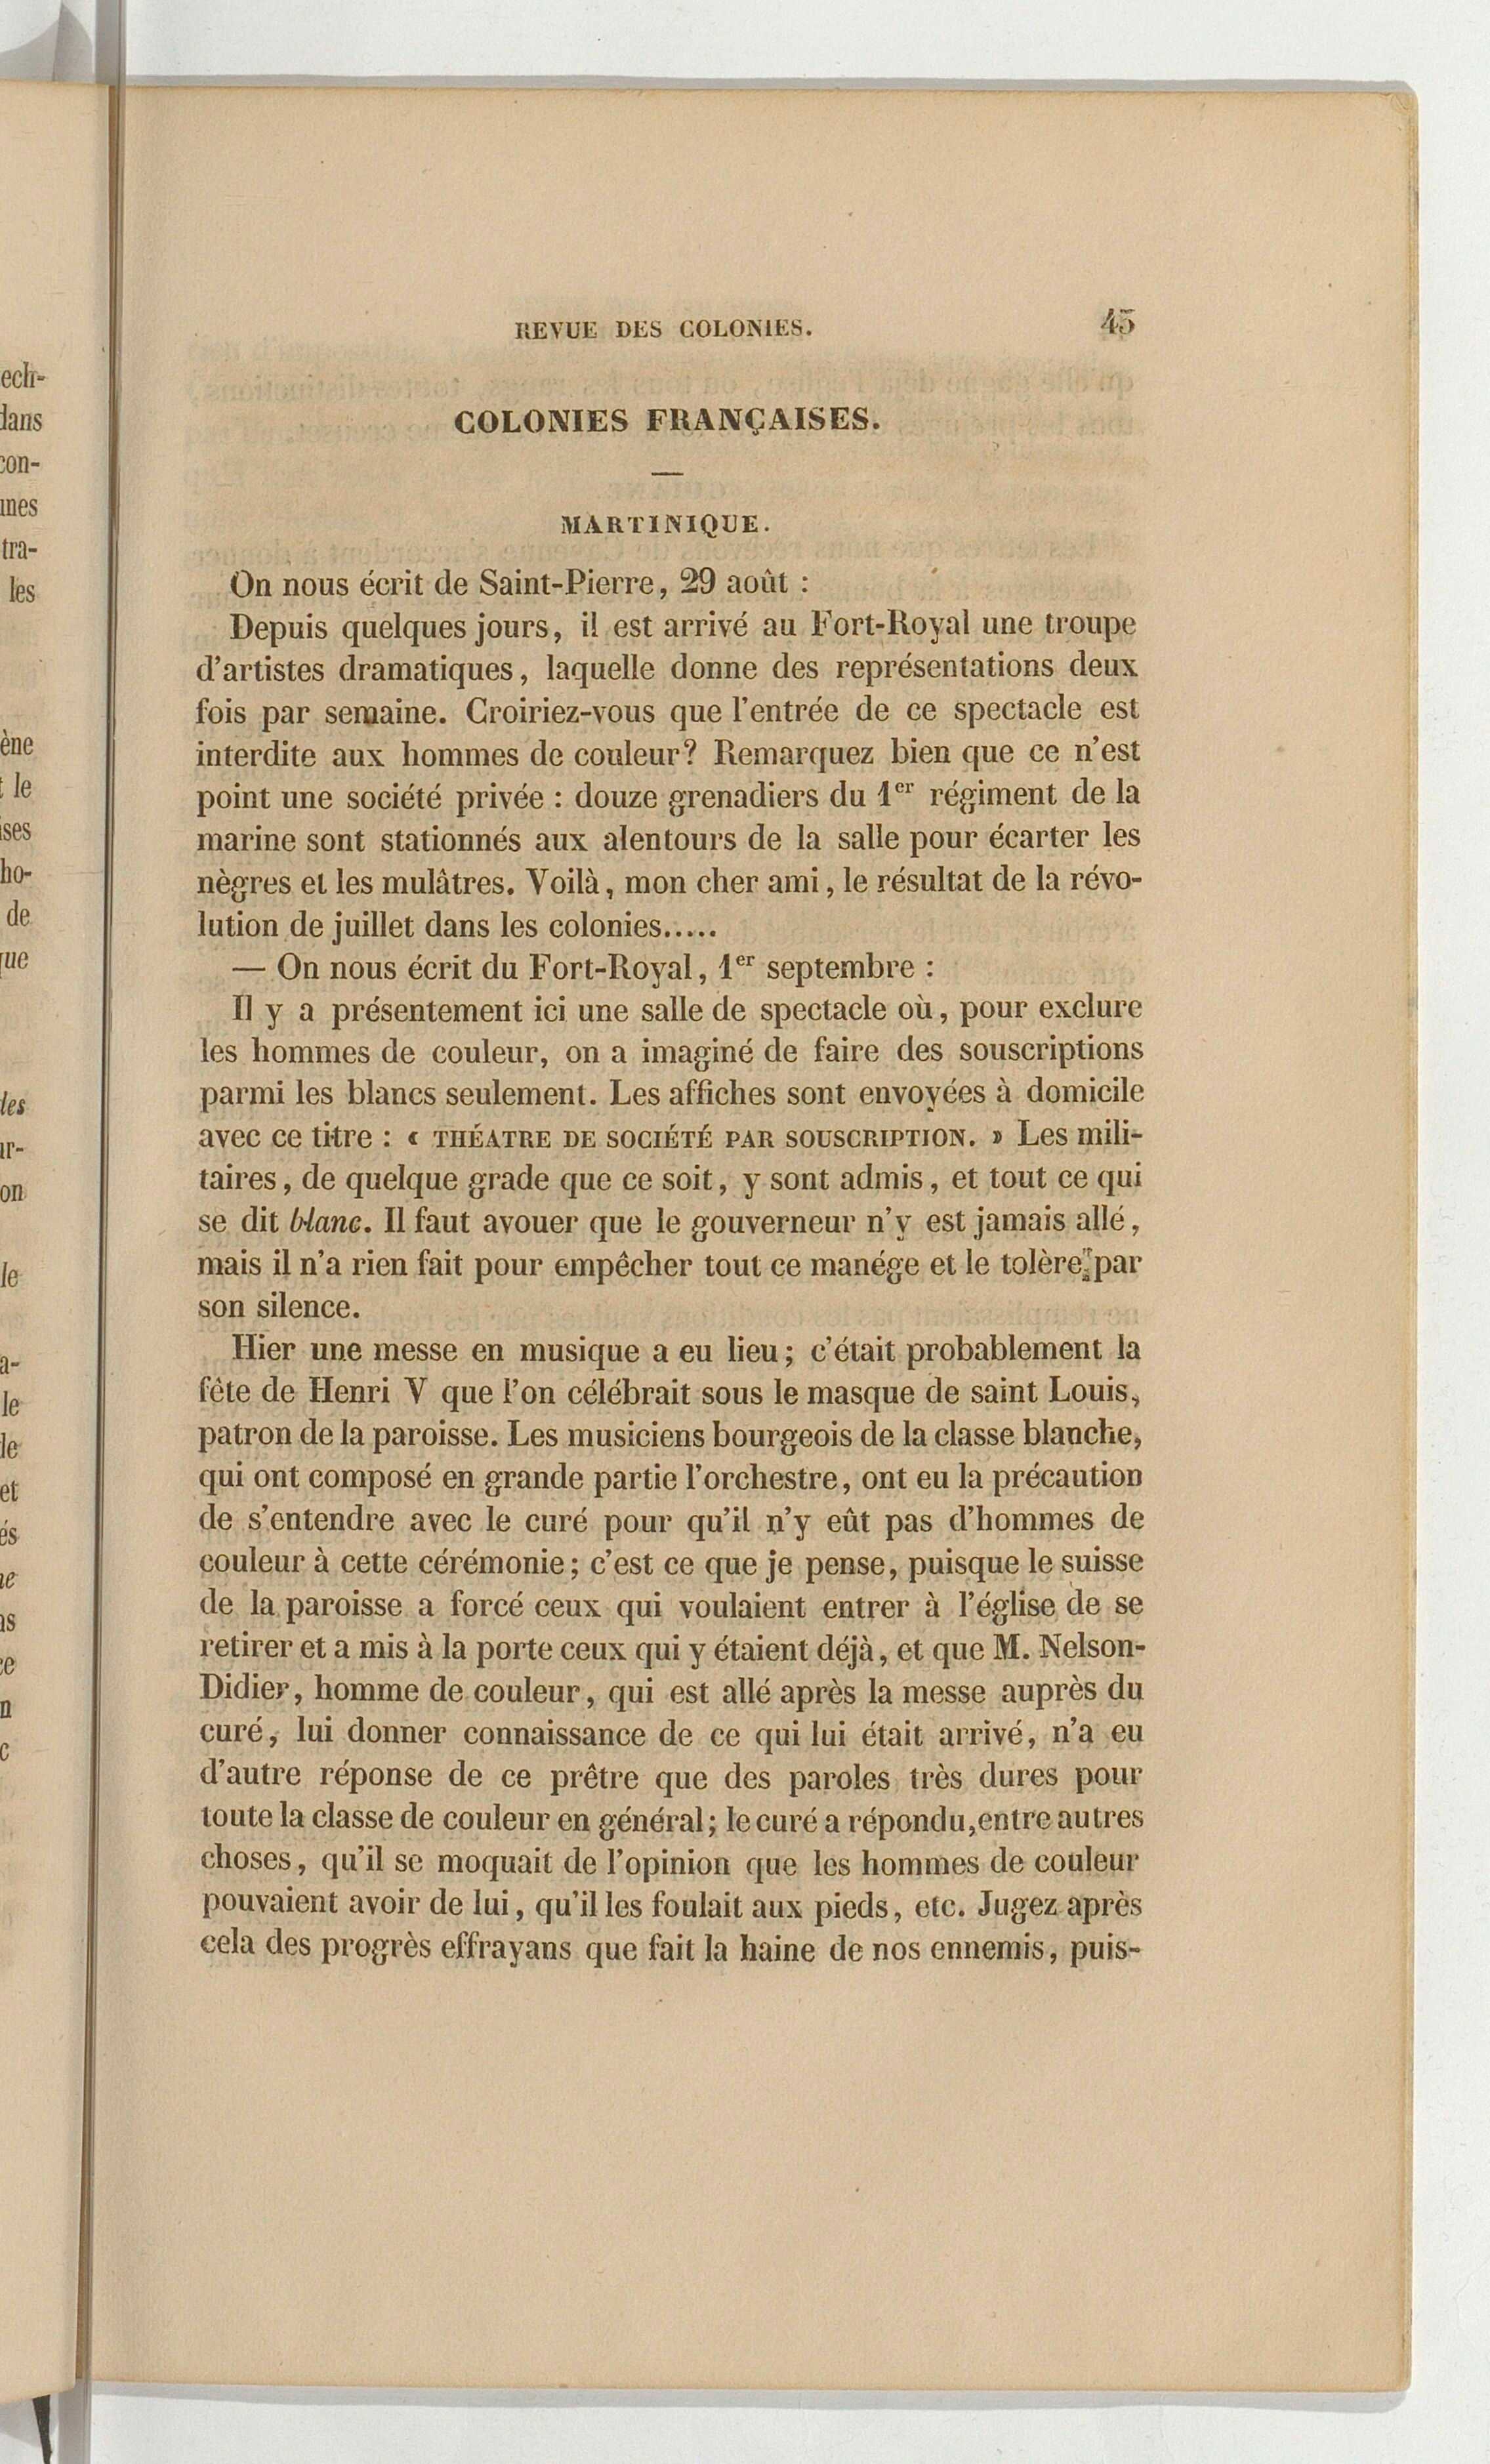 REVUE DES COLONIES. 45
COLONIES FRANÇAISES.
MARTINIQUE.
On nous écrit de Saint-Pierre, 29 août :
Depuis quelques jours, il est arrivé au Fort-Royal une troupe
d'artistes dramatiques, laquelle donne des représentations deux
fois par semaine. Croiriez-vous que l'entrée de ce spectacle est
interdite aux hommes de couleur? Remarquez bien que ce n'est
point une société privée : douze grenadiers du 1er régiment de la
marine sont stationnés aux alentours de la salle pour écarter les
nègres et les mulâtres. Voilà, mon cher ami, le résultat de la révo-
lution de juillet dans les colonies.....
— On nous écrit du Fort-Royal, 1er septembre :
Il y a présentement ici une salle de spectacle où, pour exclure
les hommes de couleur, on a imaginé de faire des souscriptions
parmi les blancs seulement. Les affiches sont envoyées à domicile
avec ce titre : « THÉATRE DE SOCIÉTÉ PAR SOUSCRIPTION. » Les mili-
taires, de quelque grade que ce soit, y sont admis, et tout ce qui
se dit blanc. Il faut avouer que le gouverneur n'y est jamais allé,
mais il n'a rien fait pour empêcher tout ce manége et le tolère par
son silence.
Hier une messe en musique a eu lieu; c'était probablement la
fête de Henri V que l'on célébrait sous le masque de saint Louis,
patron de la paroisse. Les musiciens bourgeois de la classe blanche,
qui ont composé en grande partie l'orchestre, ont eu la précaution
de s'entendre avec le curé pour qu'il n'y eût pas d'hommes de
couleur à cette cérémonie; c'est ce que je pense, puisque le suisse
de la paroisse a forcé ceux qui voulaient entrer à l'église de se
retirer et a mis à la porte ceux qui y étaient déjà, et que M. Nelson-
Didier, homme de couleur, qui est allé après la messe auprès du
curé, lui donner connaissance de ce qui lui était arrivé, n'a eu
d'autre réponse de ce prêtre que des paroles très dures pour
toute la classe de couleur en général; le curé a répondu, entre autres
choses, qu'il se moquait de l'opinion que les hommes de couleur
pouvaient avoir de lui, qu'il les foulait aux pieds, etc. Jugez après
cela des progrès effrayans que fait la haine de nos ennemis, puis-